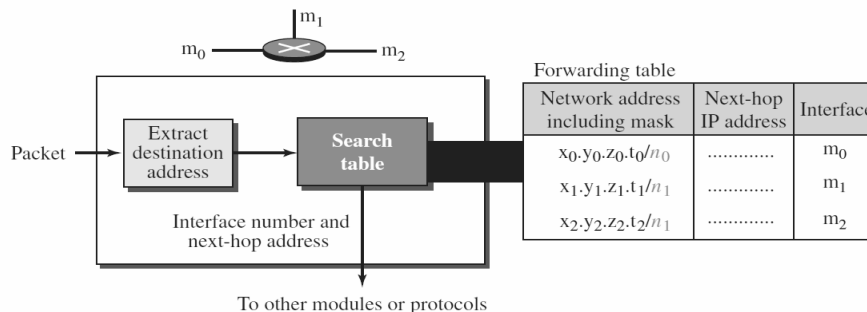 m₁
m₀
m₂
Forwarding table
Network address including mask
Next-hop IP address
Interface
Extract destination address
Search table
Packet
x₀.y₀.z₀.t₀/n₀ ............. m₀
x₁.y₁.z₁.t₁/n₁ ............. m₁
x₂.y₂.z₂.t₂/n₁ ............. m₂
Interface number and
next-hop address
To other modules or protocols